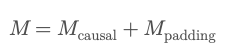 M = M_causal + M_padding